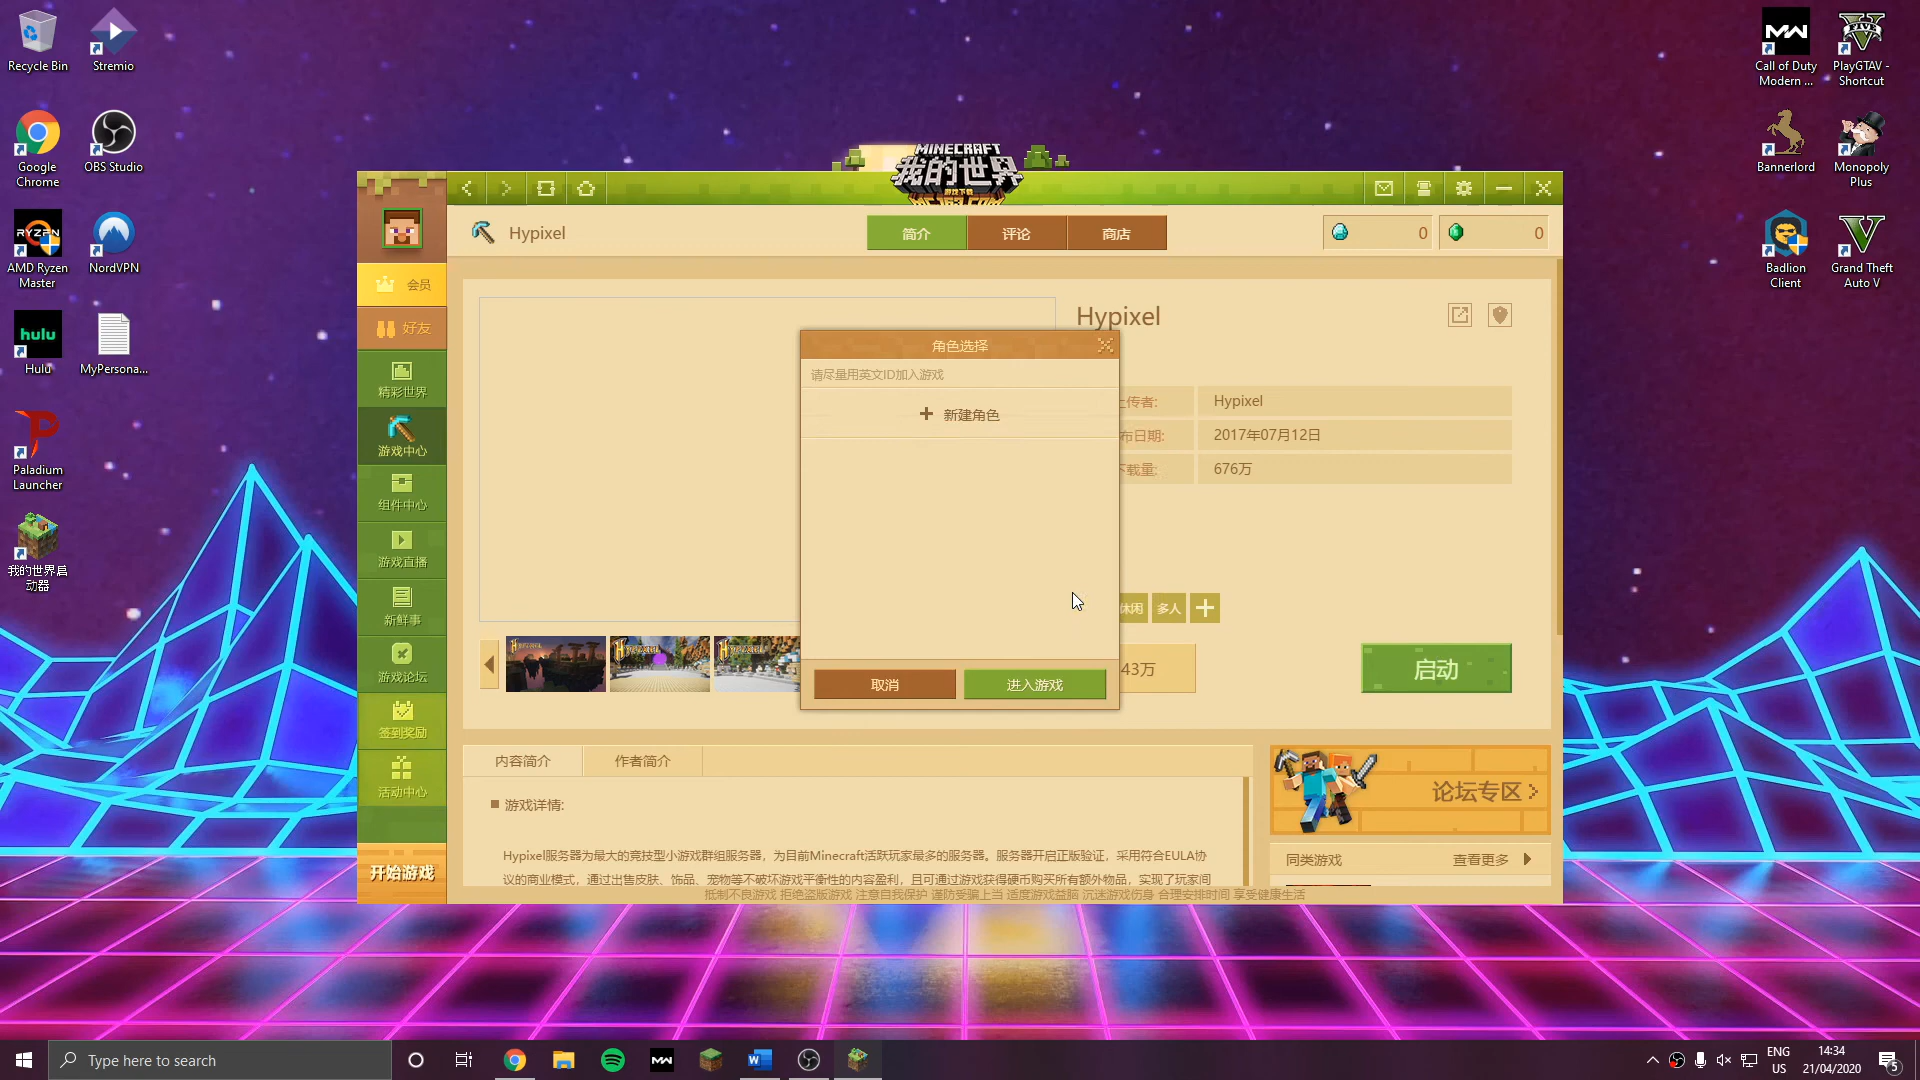 Recycle Bin
Stremio
Google Chrome
OBS Studio
RYZEN
AMD Ryzen Master
NordVPN
hulu
Hulu
MyPersona...
Paladium Launcher
我的世界启动器
MW
Call of Duty Modern ...
FIVE
PlayGTAV - Shortcut
Bannerlord
Monopoly Plus
Badlion Client
Grand Theft Auto V
MINECRAFT
我的世界
游戏下载
MC.163.COM
Hypixel
简介
评论
商店
0
0
会员
好友
精彩世界
游戏中心
组件中心
游戏直播
新鲜事
游戏论坛
签到奖励
活动中心
开始游戏
Hypixel
上传者:
Hypixel
布日期:
2017年07月12日
下载量:
676万
角色选择
请尽量用英文ID加入游戏
+ 新建角色
取消
进入游戏
休闲
多人
43万
启动
HYPIXEL
HYPIXEL
HYPIXEL
内容简介
作者简介
游戏详情:
Hypixel服务器为最大的竞技型小游戏群组服务器，为目前Minecraft活跃玩家最多的服务器。服务器开启正版验证，采用符合EULA协
议的商业模式，通过出售皮肤、饰品、宠物等不破坏游戏平衡性的内容盈利，且可通过游戏获得硬币购买所有额外物品，实现了玩家间
论坛专区
同类游戏
查看更多
抵制不良游戏 拒绝盗版游戏 注意自我保护 谨防受骗上当 适度游戏益脑 沉迷游戏伤身 合理安排时间 享受健康生活
Type here to search
MW
W
ENG
US
14:34
21/04/2020
5